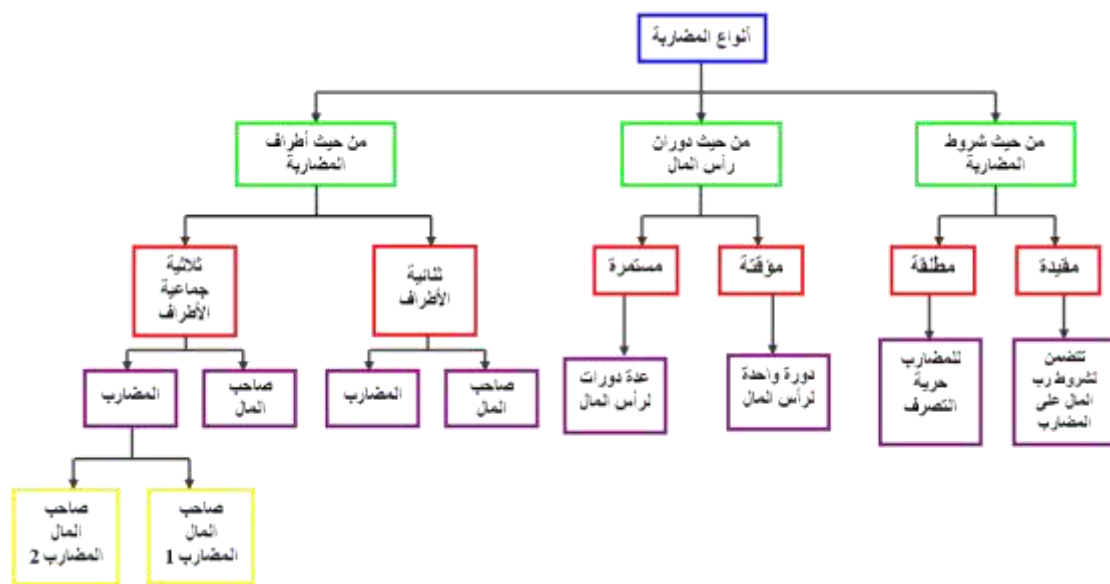 أنواع المضاربة
من حيث شروط
المضاربة
من حيث دورات
رأس المال
من حيث أطراف
المضاربة
مقيدة
مطلقة
مؤقتة
مستمرة
ثنائية
الأطراف
ثلاثية
جماعية
الأطراف
تتضمن
لشروط رب
المال على
المضارب
للمضارب
حرية
التصرف
دورة واحدة
لرأس المال
عدة دورات
لرأس المال
صاحب
المال
المضارب
صاحب
المال
المضارب
صاحب
المال
المضارب 1
صاحب
المال
المضارب 2